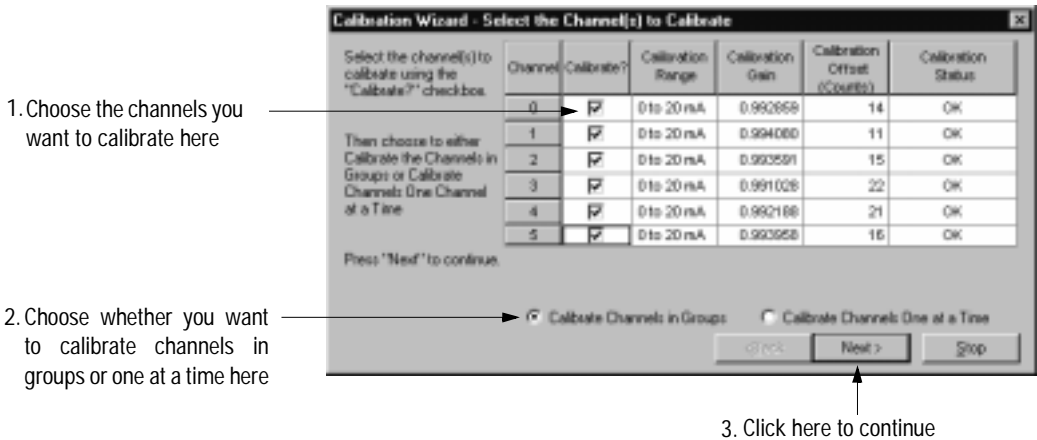 Calibration Wizard - Select the Channel(s) to Calibrate
Select the channel(s) to
calibrate using the
"Calibrate?" checkbox.
Then choose to either
Calibrate the Channels in
Groups or Calibrate
Channels One Channel
at a Time
Press "Next" to continue.
Channel Calibrate? Calibration Range Calibration Gain Calibration Offset (Counts) Calibration Status
0 0 to 20 mA 0.992859 14 OK
1 0 to 20 mA 0.994080 11 OK
2 0 to 20 mA 0.993591 15 OK
3 0 to 20 mA 0.991028 22 OK
4 0 to 20 mA 0.992188 21 OK
5 0 to 20 mA 0.993958 16 OK
Calibrate Channels in Groups Calibrate Channels One at a Time
<Back Next > Stop
1. Choose the channels you
want to calibrate here
2. Choose whether you want
to calibrate channels in
groups or one at a time here
3. Click here to continue